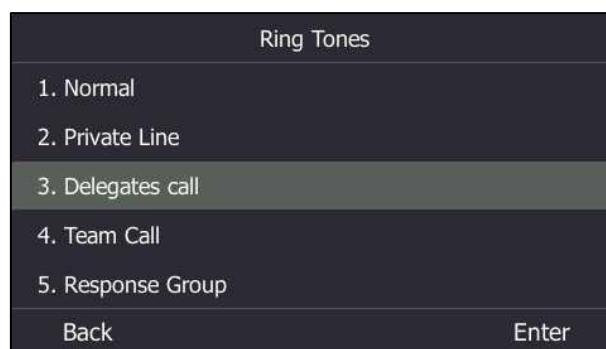 Ring Tones
1. Normal
2. Private Line
3. Delegates call
4. Team Call
5. Response Group
Back Enter